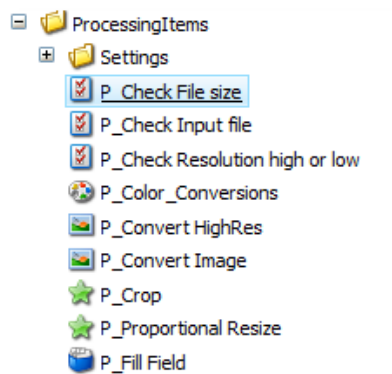 ProcessingItems
Settings
P_Check File size
P_Check Input file
P_Check Resolution high or low
P_Color_Conversions
P_Convert HighRes
P_Convert Image
P_Crop
P_Proportional Resize
P_Fill Field